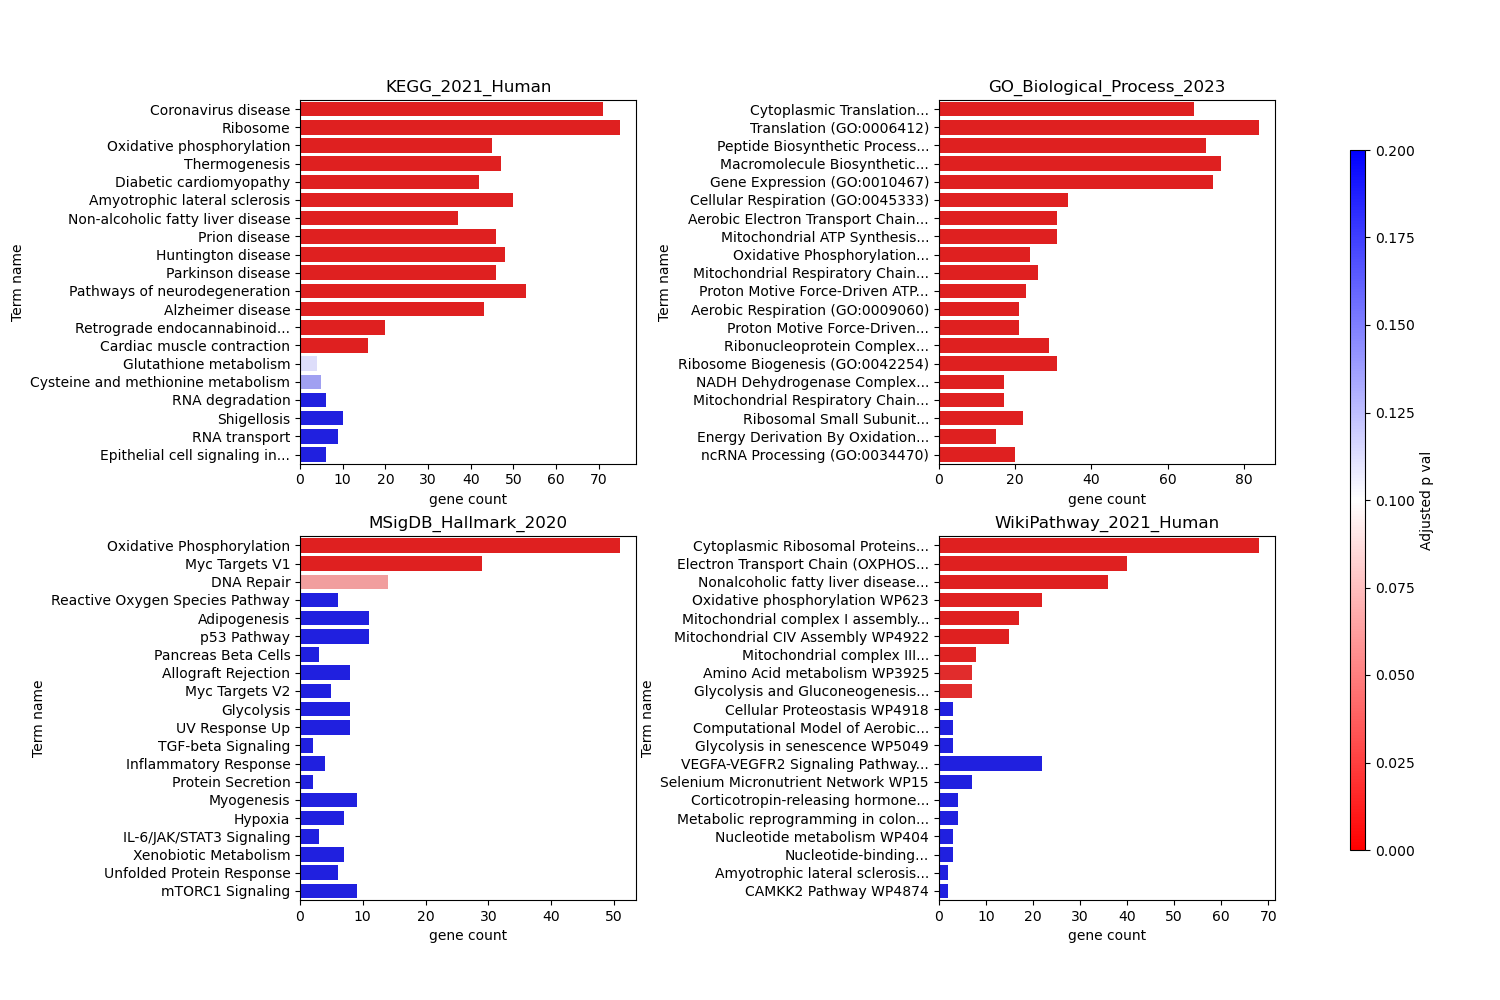 KEGG_2021_Human
Term name
Coronavirus disease
Ribosome
Oxidative phosphorylation
Thermogenesis
Diabetic cardiomyopathy
Amyotrophic lateral sclerosis
Non-alcoholic fatty liver disease
Prion disease
Huntington disease
Parkinson disease
Pathways of neurodegeneration
Alzheimer disease
Retrograde endocannabinoid...
Cardiac muscle contraction
Glutathione metabolism
Cysteine and methionine metabolism
RNA degradation
Shigellosis
RNA transport
Epithelial cell signaling in...
0 10 20 30 40 50 60 70
gene count
GO_Biological_Process_2023
Term name
Cytoplasmic Translation...
Translation (GO:0006412)
Peptide Biosynthetic Process...
Macromolecule Biosynthetic...
Gene Expression (GO:0010467)
Cellular Respiration (GO:0045333)
Aerobic Electron Transport Chain...
Mitochondrial ATP Synthesis...
Oxidative Phosphorylation...
Mitochondrial Respiratory Chain...
Proton Motive Force-Driven ATP...
Aerobic Respiration (GO:0009060)
Proton Motive Force-Driven...
Ribonucleoprotein Complex...
Ribosome Biogenesis (GO:0042254)
NADH Dehydrogenase Complex...
Mitochondrial Respiratory Chain...
Ribosomal Small Subunit...
Energy Derivation By Oxidation...
ncRNA Processing (GO:0034470)
0 20 40 60 80
gene count
MSigDB_Hallmark_2020
Term name
Oxidative Phosphorylation
Myc Targets V1
DNA Repair
Reactive Oxygen Species Pathway
Adipogenesis
p53 Pathway
Pancreas Beta Cells
Allograft Rejection
Myc Targets V2
Glycolysis
UV Response Up
TGF-beta Signaling
Inflammatory Response
Protein Secretion
Myogenesis
Hypoxia
IL-6/JAK/STAT3 Signaling
Xenobiotic Metabolism
Unfolded Protein Response
mTORC1 Signaling
0 10 20 30 40 50
gene count
WikiPathway_2021_Human
Term name
Cytoplasmic Ribosomal Proteins...
Electron Transport Chain (OXPHOS...
Nonalcoholic fatty liver disease...
Oxidative phosphorylation WP623
Mitochondrial complex I assembly...
Mitochondrial CIV Assembly WP4922
Mitochondrial complex III...
Amino Acid metabolism WP3925
Glycolysis and Gluconeogenesis...
Cellular Proteostasis WP4918
Computational Model of Aerobic...
Glycolysis in senescence WP5049
VEGFA-VEGFR2 Signaling Pathway...
Selenium Micronutrient Network WP15
Corticotropin-releasing hormone...
Metabolic reprogramming in colon...
Nucleotide metabolism WP404
Nucleotide-binding...
Amyotrophic lateral sclerosis...
CAMKK2 Pathway WP4874
0 10 20 30 40 50 60 70
gene count
0.200
0.175
0.150
0.125
0.100
0.075
0.050
0.025
0.000
Adjusted p val